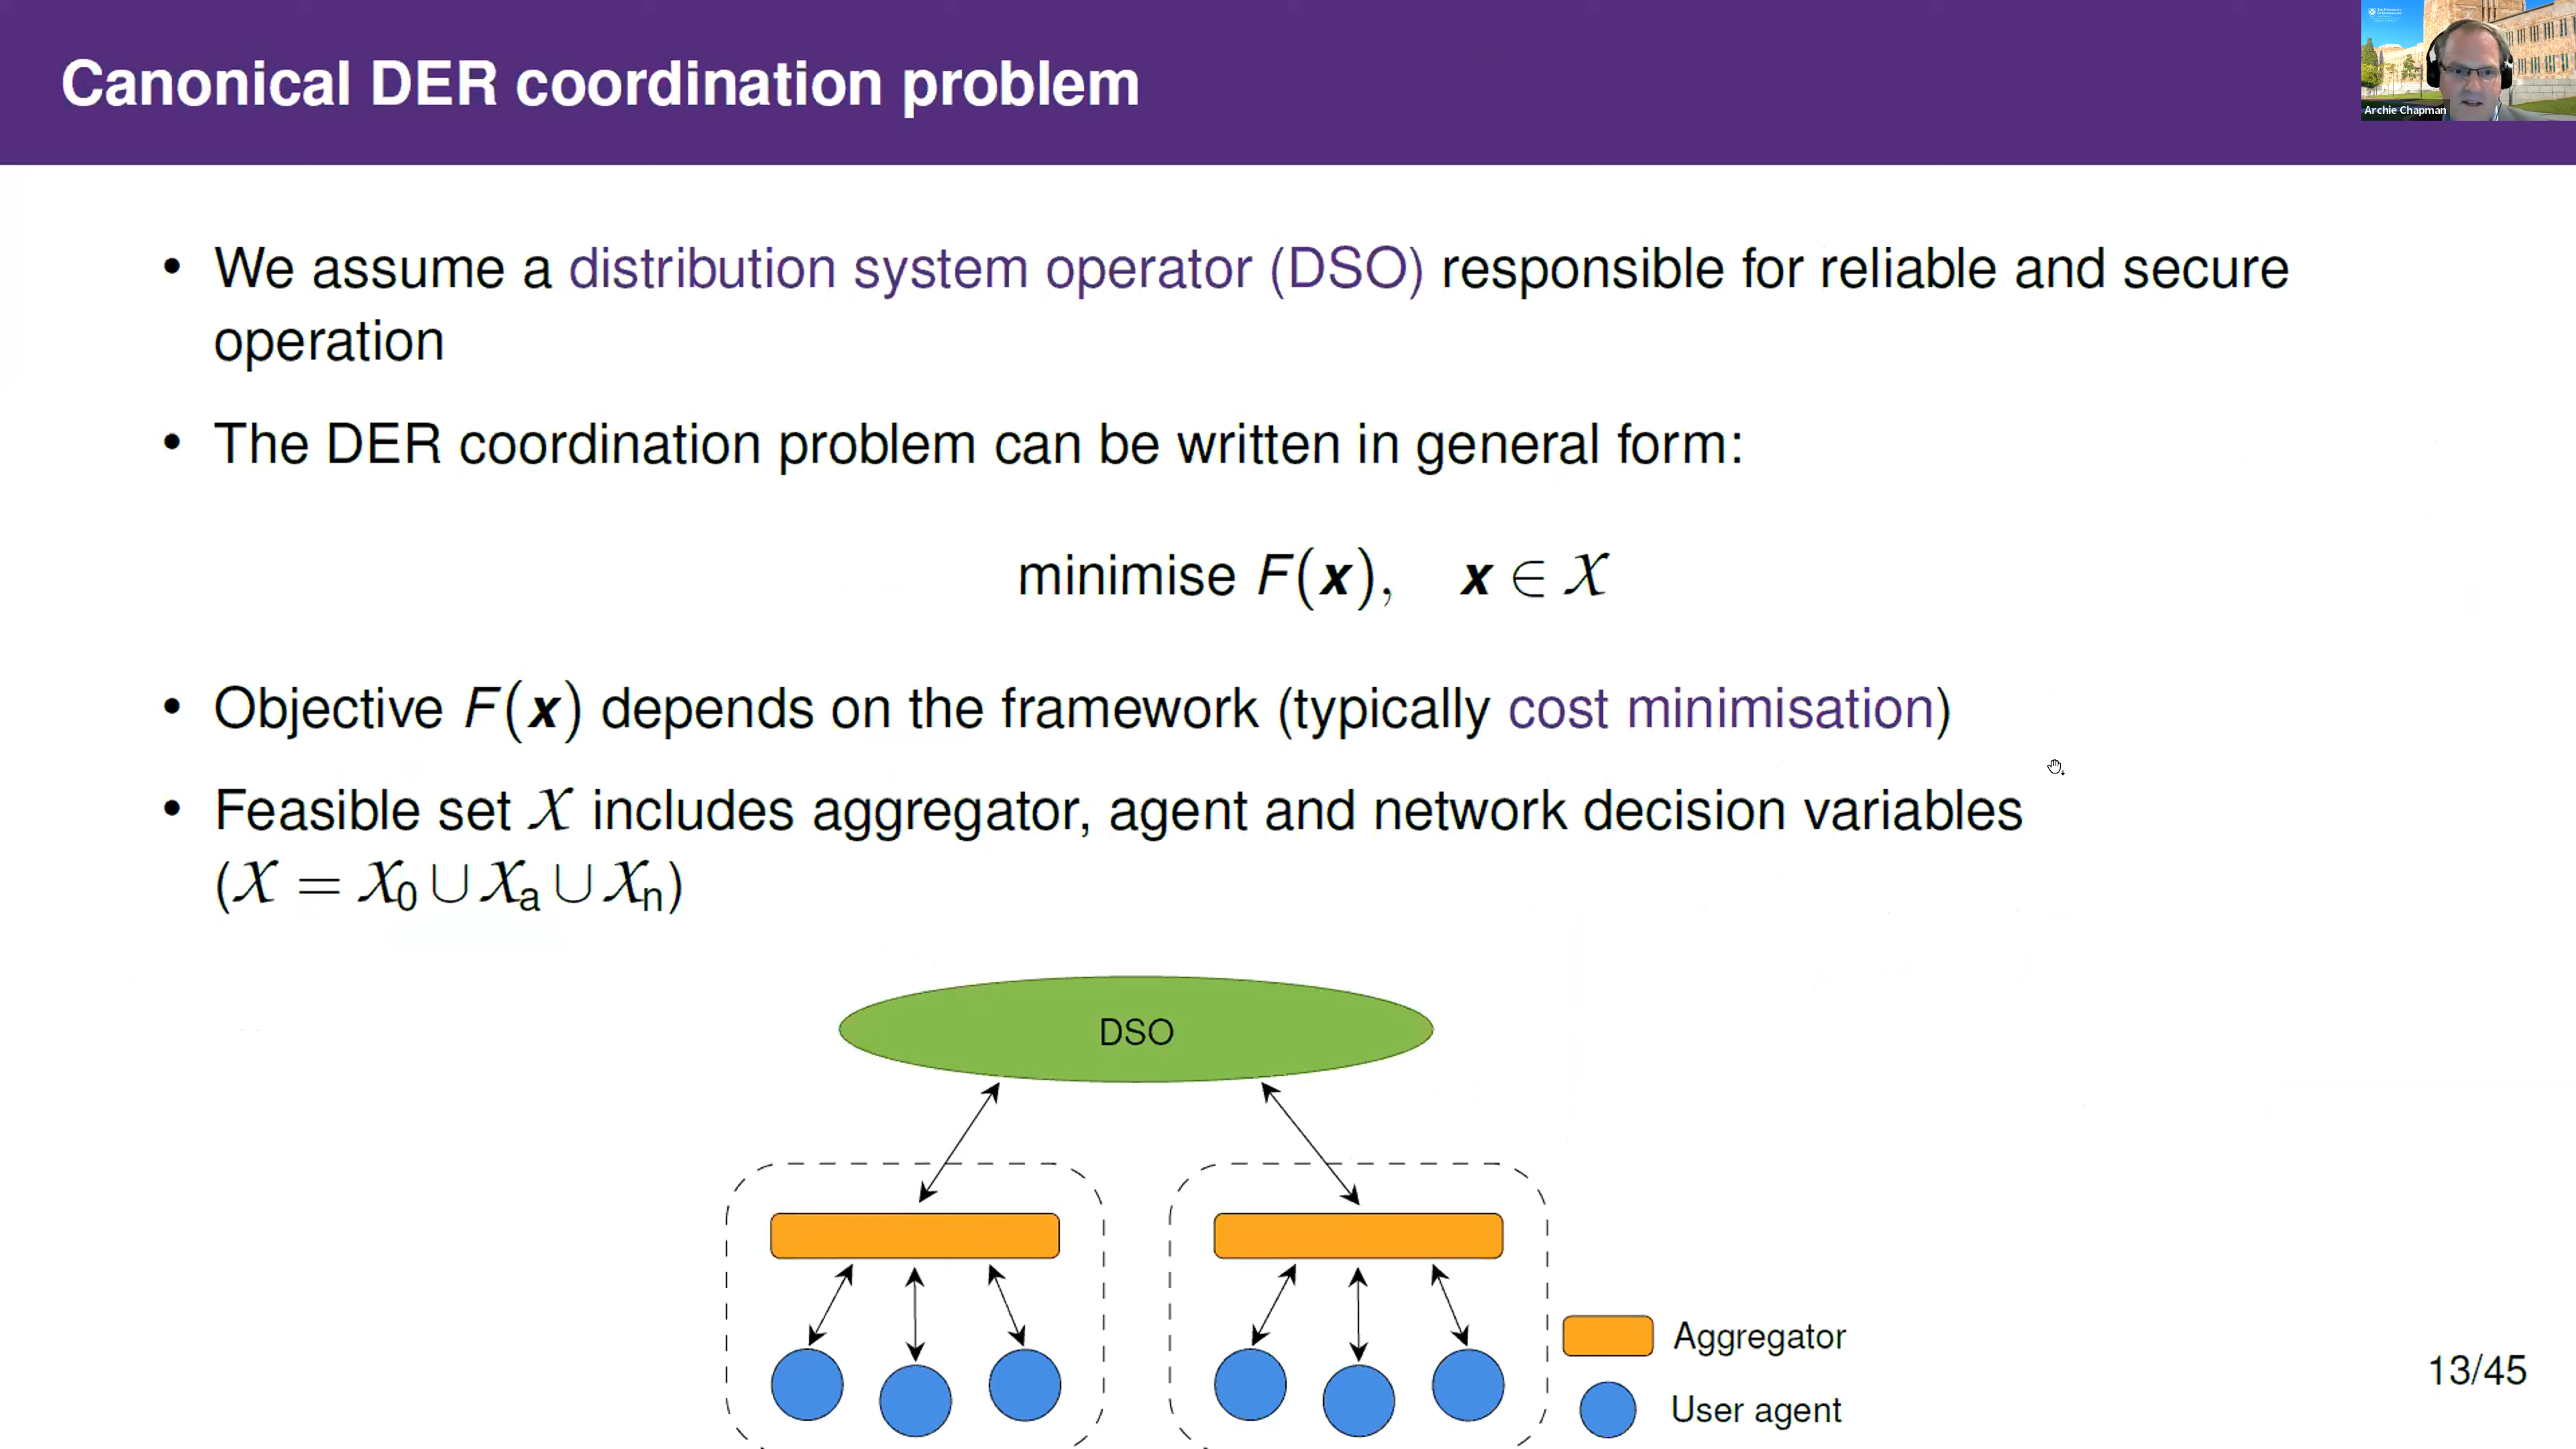 Canonical DER coordination problem
Archie Chapman
• We assume a distribution system operator (DSO) responsible for reliable and secure
operation
• The DER coordination problem can be written in general form:
minimise F(x), x ∈ 𝒳
• Objective F(x) depends on the framework (typically cost minimisation)
• Feasible set 𝒳 includes aggregator, agent and network decision variables
(𝒳 = 𝒳₀ ∪ 𝒳ₐ ∪ 𝒳ₙ)
DSO
Aggregator
User agent
13/45